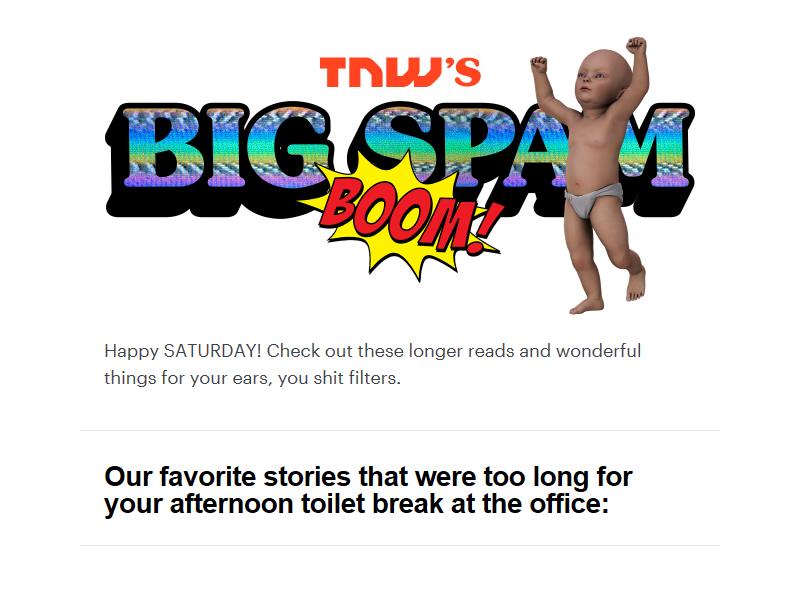 TNW'S
BIG SPAM
BOOM!
Happy SATURDAY! Check out these longer reads and wonderful
things for your ears, you shit filters.
Our favorite stories that were too long for
your afternoon toilet break at the office: